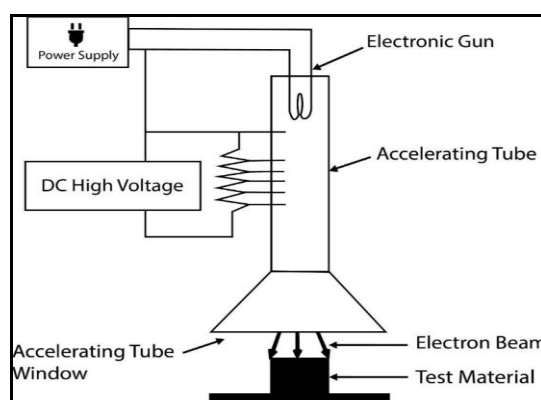 Power Supply
Electronic Gun
Accelerating Tube
DC High Voltage
Electron Beam
Accelerating Tube
Window
Test Material